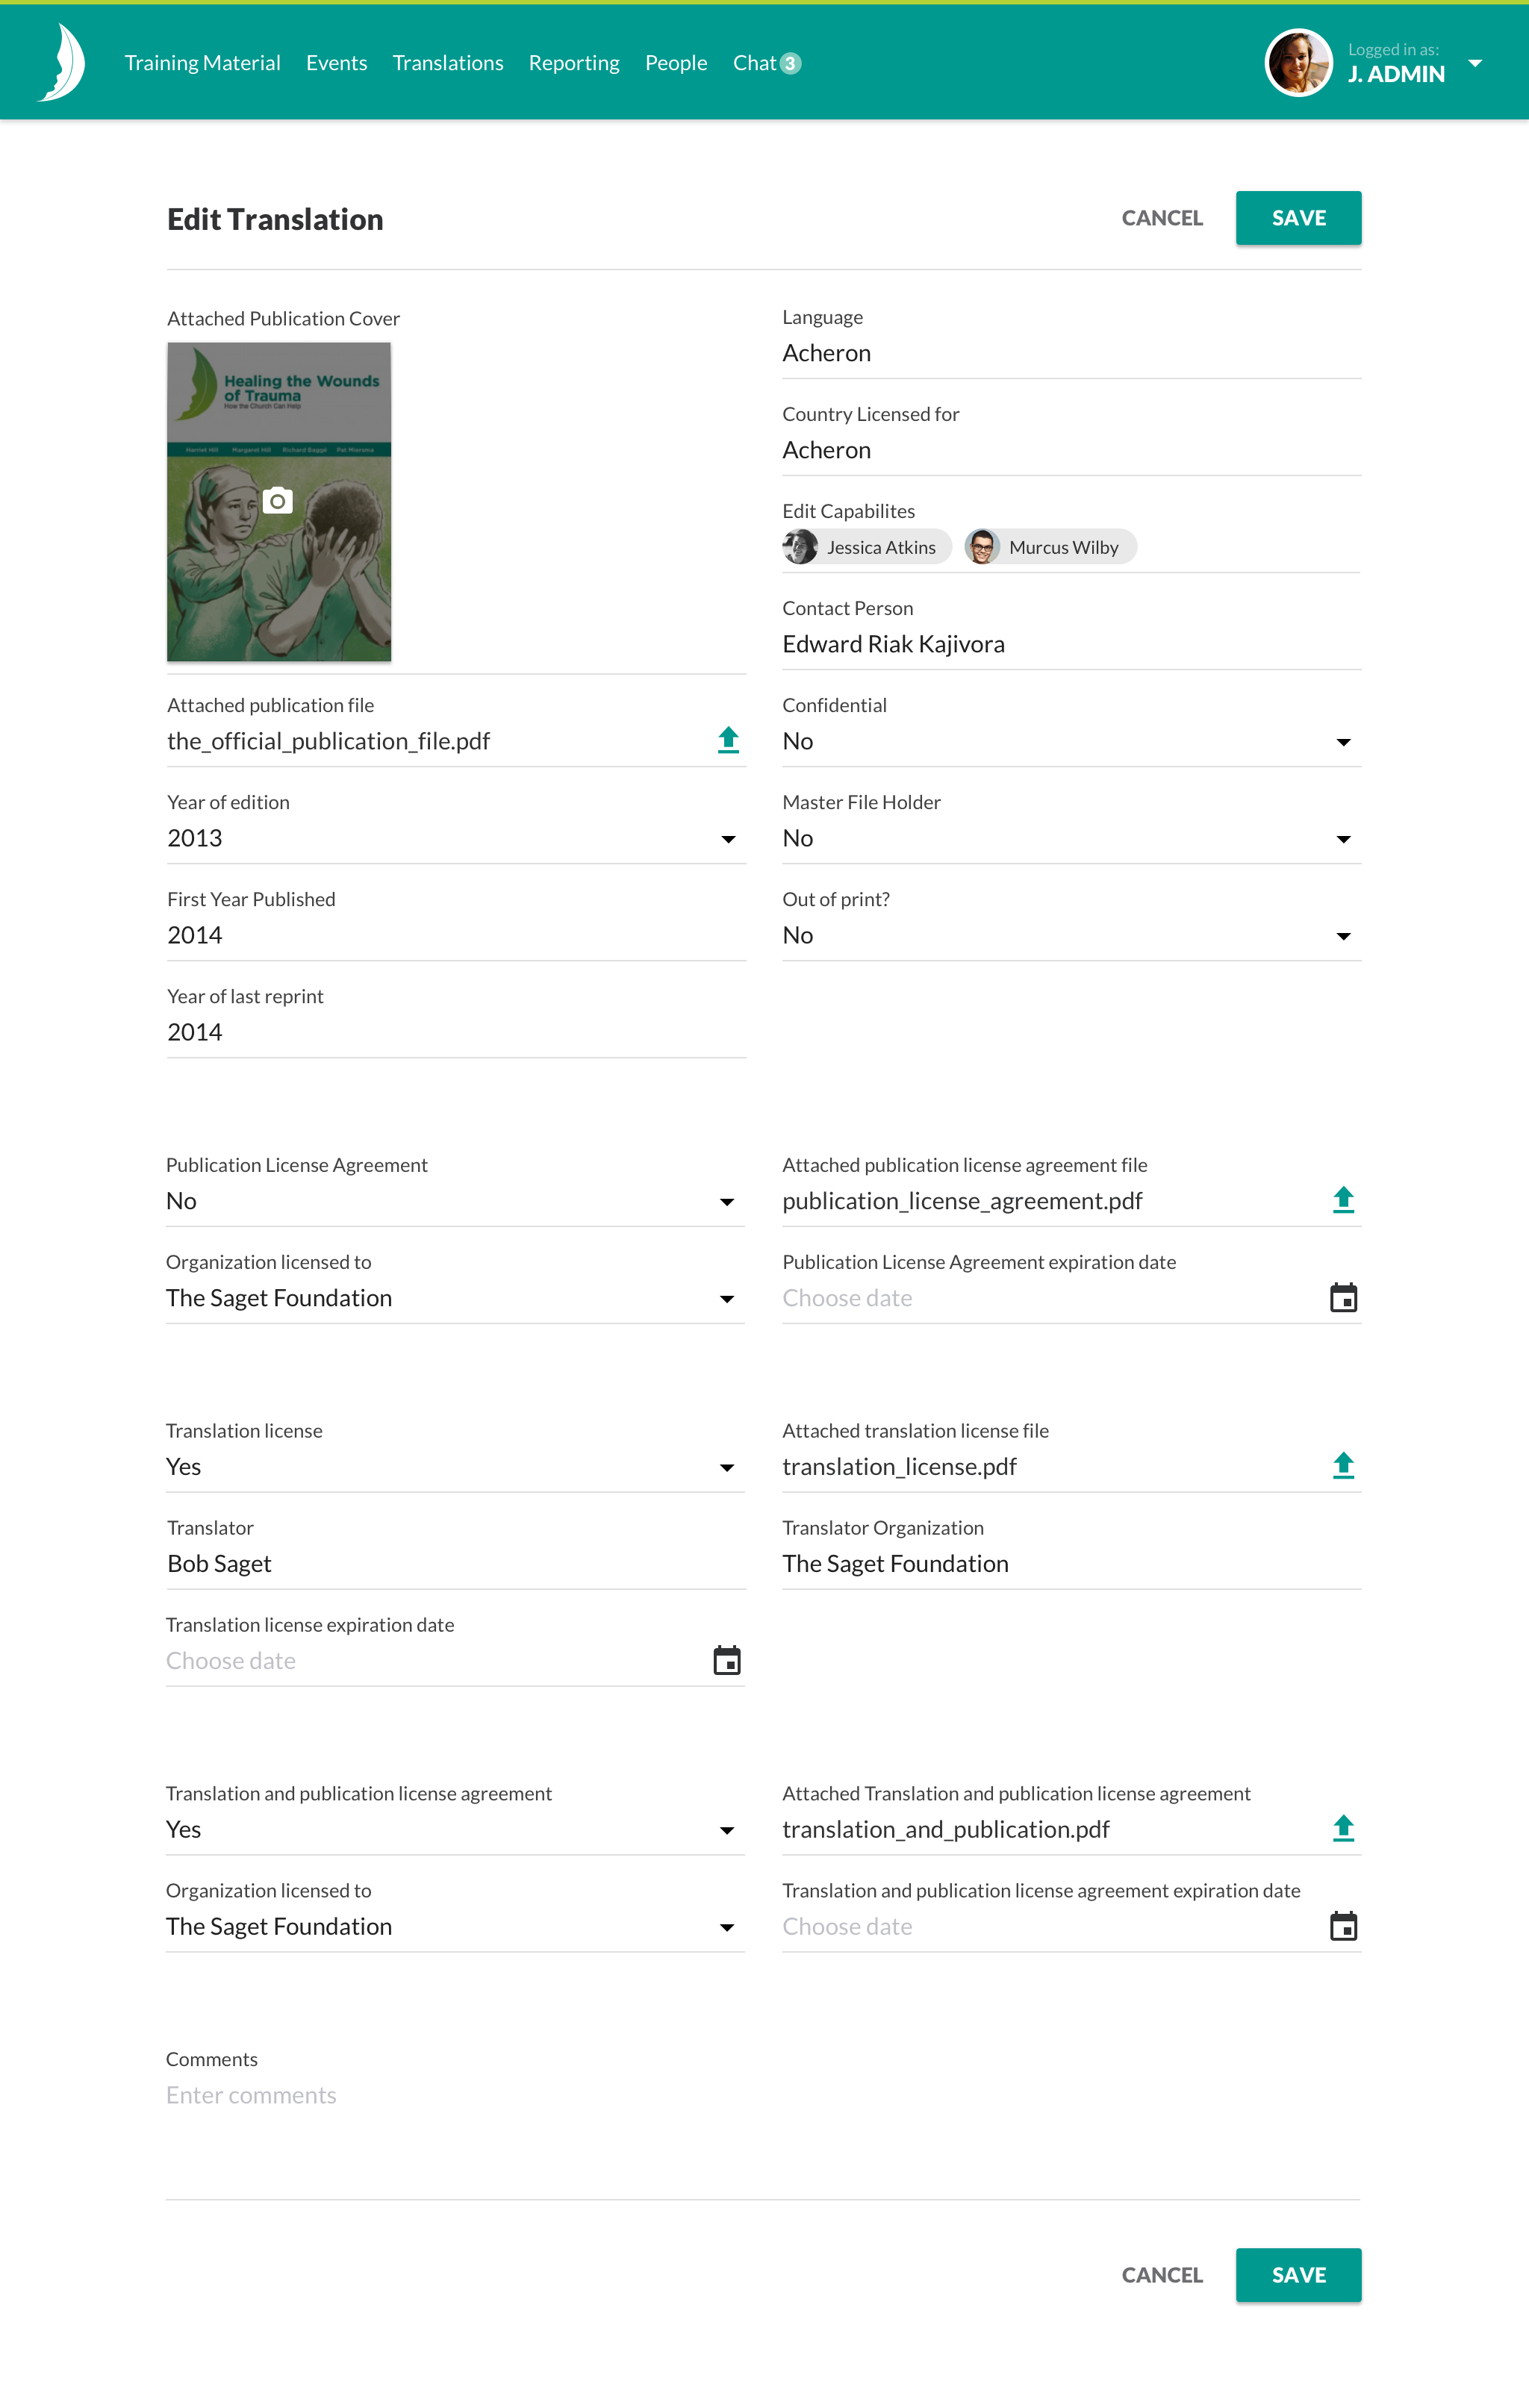 Training Material Events Translations Reporting People Chat 3
Logged in as:
J. ADMIN
Edit Translation
CANCEL SAVE
Attached Publication Cover
Healing the Wounds
of Trauma
How the Church Can Help
Harriet Hill Margaret Hill Richard Baggé Pat Miersma
Attached publication file
the_official_publication_file.pdf
Year of edition
2013
First Year Published
2014
Year of last reprint
2014
Language
Acheron
Country Licensed for
Acheron
Edit Capabilites
Jessica Atkins Murcus Wilby
Contact Person
Edward Riak Kajivora
Confidential
No
Master File Holder
No
Out of print?
No
Publication License Agreement
No
Attached publication license agreement file
publication_license_agreement.pdf
Organization licensed to
The Saget Foundation
Publication License Agreement expiration date
Choose date
Translation license
Yes
Attached translation license file
translation_license.pdf
Translator
Bob Saget
Translator Organization
The Saget Foundation
Translation license expiration date
Choose date
Translation and publication license agreement
Yes
Attached Translation and publication license agreement
translation_and_publication.pdf
Organization licensed to
The Saget Foundation
Translation and publication license agreement expiration date
Choose date
Comments
Enter comments
CANCEL SAVE